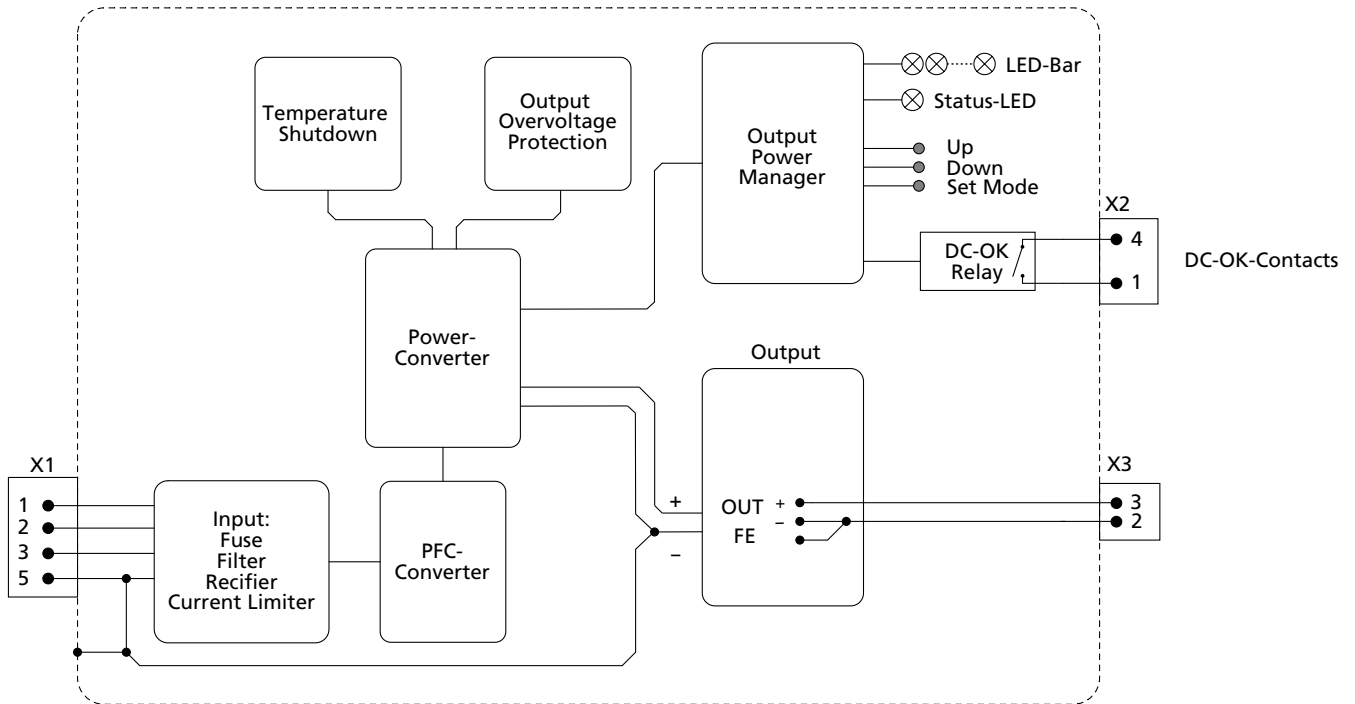 Temperature
Shutdown
Output
Overvoltage
Protection
Output
Power
Manager
LED-Bar
Status-LED
Up
Down
Set Mode
X2
DC-OK
Relay
4
1
DC-OK-Contacts
Power-
Converter
Output
X1
1
2
3
5
Input:
Fuse
Filter
Recifier
Current Limiter
PFC-
Converter
+
–
OUT +
–
FE
X3
3
2